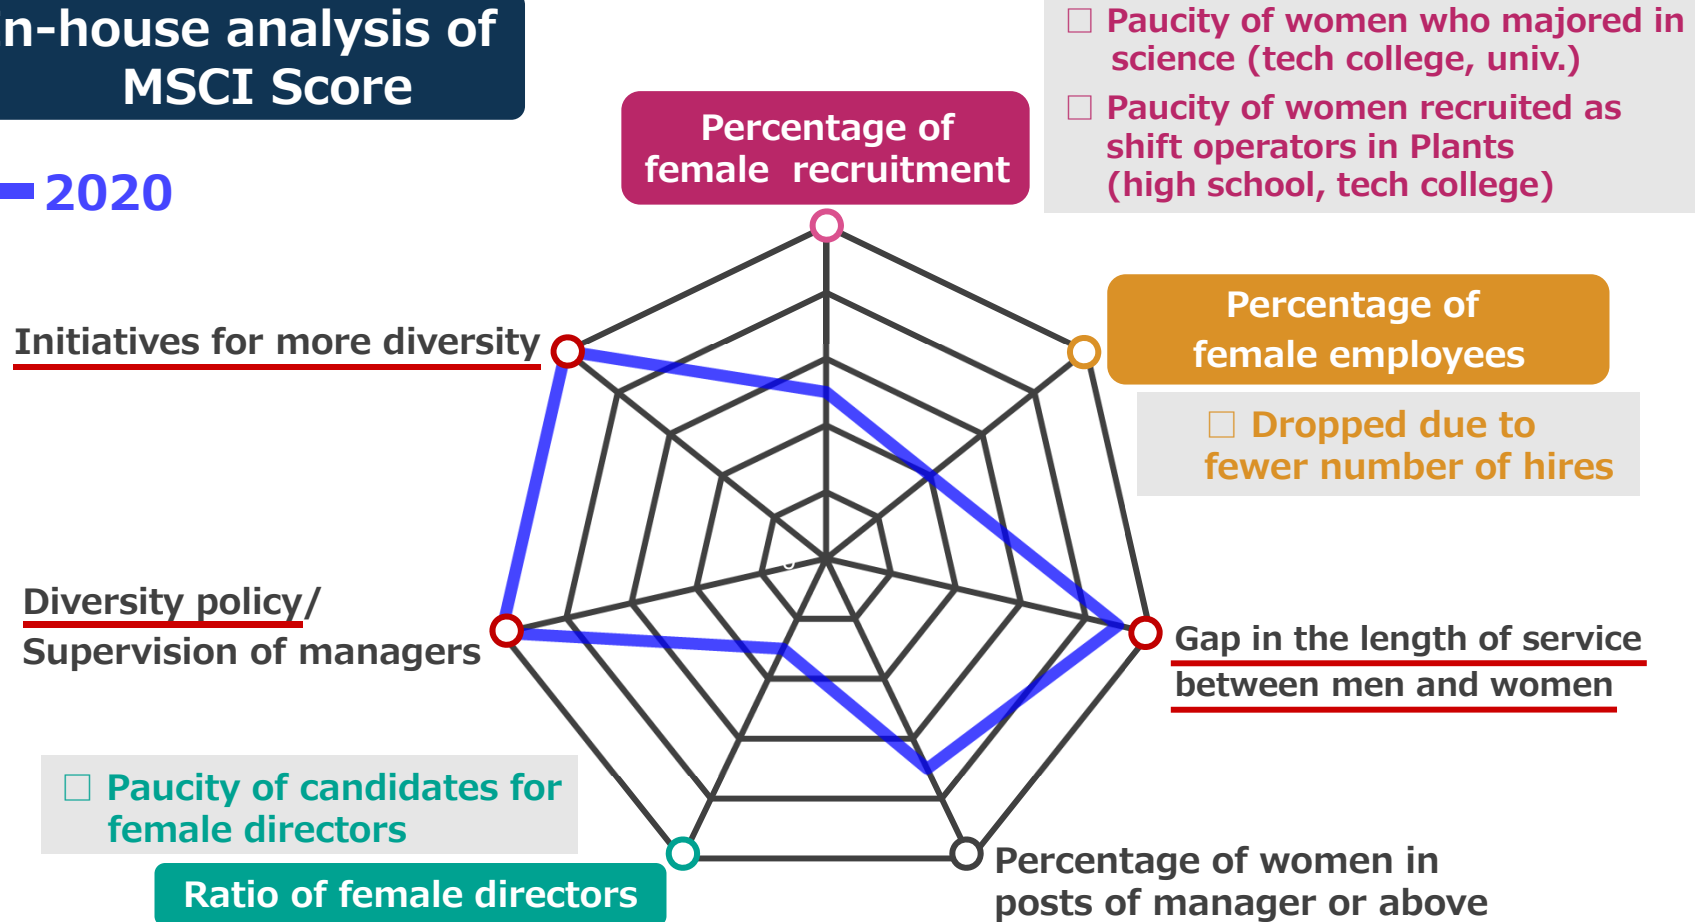 n-house analysis of
MSCI Score
2020
□ Paucity of women who majored in
science (tech college, univ.)
□ Paucity of women recruited as
shift operators in Plants
(high school, tech college)
Percentage of
female recruitment
Initiatives for more diversity
Percentage of
female employees
□ Dropped due to
fewer number of hires
Diversity policy/
Supervision of managers
Gap in the length of service
between men and women
□ Paucity of candidates for
female directors
Ratio of female directors
Percentage of women in
posts of manager or above